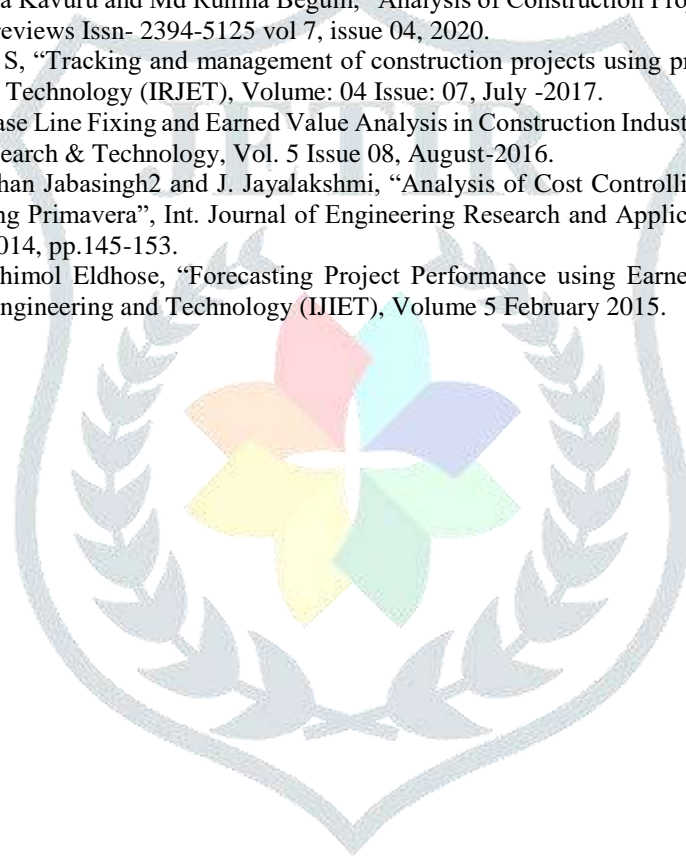 a Kavuru and Md Runma Begum, “Analysis of Construction Proj
reviews Issn- 2394-5125 vol 7, issue 04, 2020.
S, “Tracking and management of construction projects using pr
Technology (IRJET), Volume: 04 Issue: 07, July -2017.
ase Line Fixing and Earned Value Analysis in Construction Indust
earch & Technology, Vol. 5 Issue 08, August-2016.
han Jabasingh2 and J. Jayalakshmi, “Analysis of Cost Controlli
ng Primavera”, Int. Journal of Engineering Research and Applic
014, pp.145-153.
himol Eldhose, “Forecasting Project Performance using Earne
ngineering and Technology (IJIET), Volume 5 February 2015.
JETIR